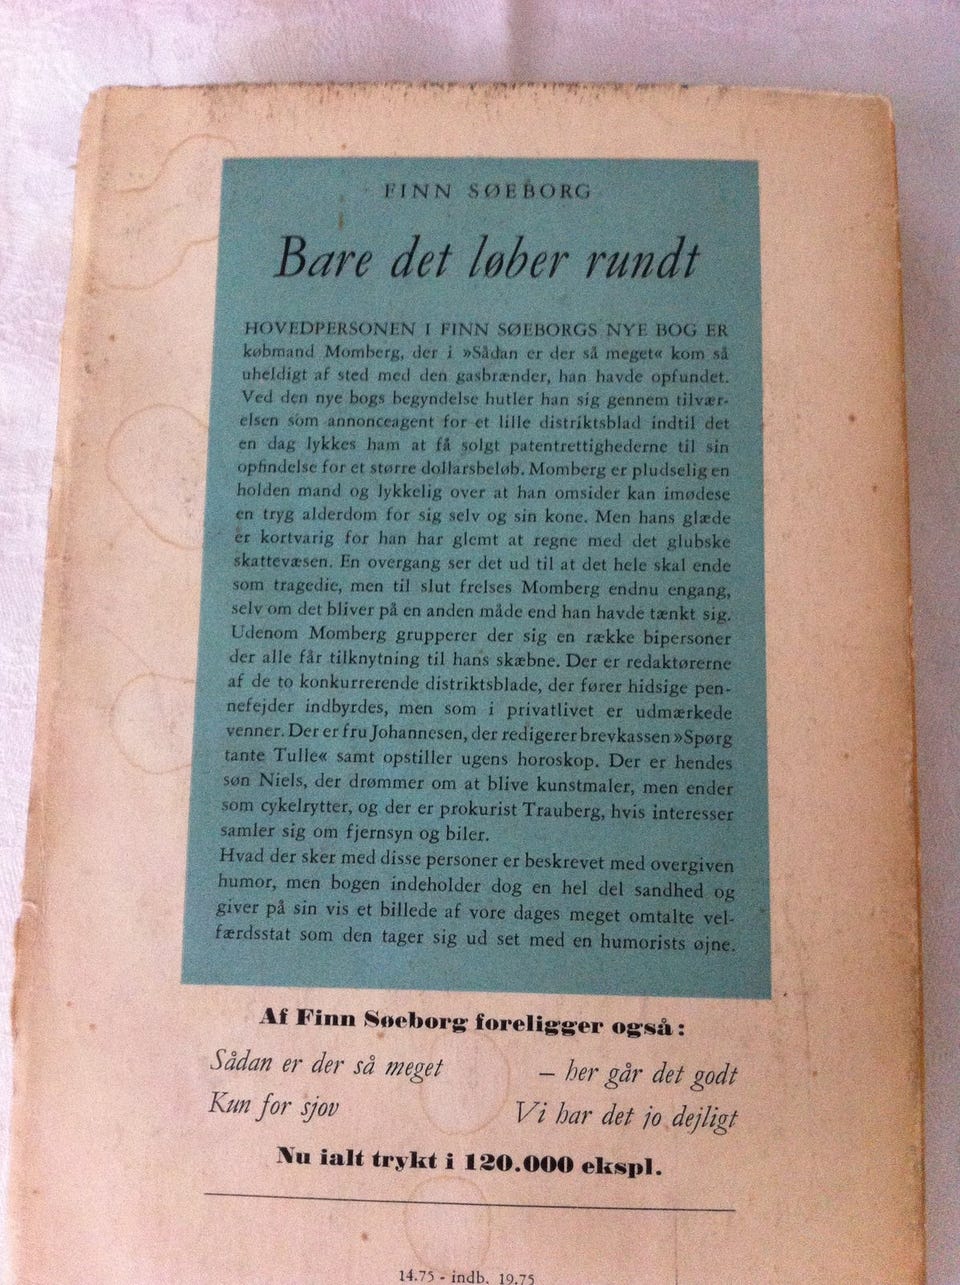 FINN SØEBORG
Bare det løber rundt
HOVEDPERSONEN I FINN SØEBORGS NYE BOG ER
købmand Momberg, der i »Sådan er der så meget« kom så
uheldigt af sted med den gasbrænder, han havde opfundet.
Ved den nye bogs begyndelse hutler han sig gennem tilvær-
elsen som annonceagent for et lille distriktsblad indtil det
en dag lykkes ham at få solgt patentrettighederne til sin
opfindelse for et større dollarsbeløb. Momberg er pludselig en
holden mand og lykkelig over at han omsider kan imødese
en tryg alderdom for sig selv og sin kone. Men hans glæde
er kortvarig for han har glemt at regne med det glubske
skattevæsen. En overgang ser det ud til at det hele skal ende
som tragedie, men til slut frelses Momberg endnu engang,
selv om det bliver på en anden måde end han havde tænkt sig.
Udenom Momberg grupperer der sig en række bipersoner
der alle får tilknytning til hans skæbne. Der er redaktørerne
af de to konkurrerende distriktsblade, der fører hidsige pen-
nefejder indbyrdes, men som i privatlivet er udmærkede
venner. Der er fru Johannesen, der redigerer brevkassen »Spørg
tante Tulle« samt opstiller ugens horoskop. Der er hendes
søn Niels, der drømmer om at blive kunstmaler, men ender
som cykelrytter, og der er prokurist Trauberg, hvis interesser
samler sig om fjernsyn og biler.
Hvad der sker med disse personer er beskrevet med overgiven
humor, men bogen indeholder dog en hel del sandhed og
giver på sin vis et billede af vore dages meget omtalte vel-
færdsstat som den tager sig ud set med en humorists øjne.
Af Finn Søeborg foreligger også:
Sådan er der så meget – her går det godt
Kun for sjov Vi har det jo dejligt
Nu ialt trykt i 120.000 ekspl.
14.75 - indb. 19.75